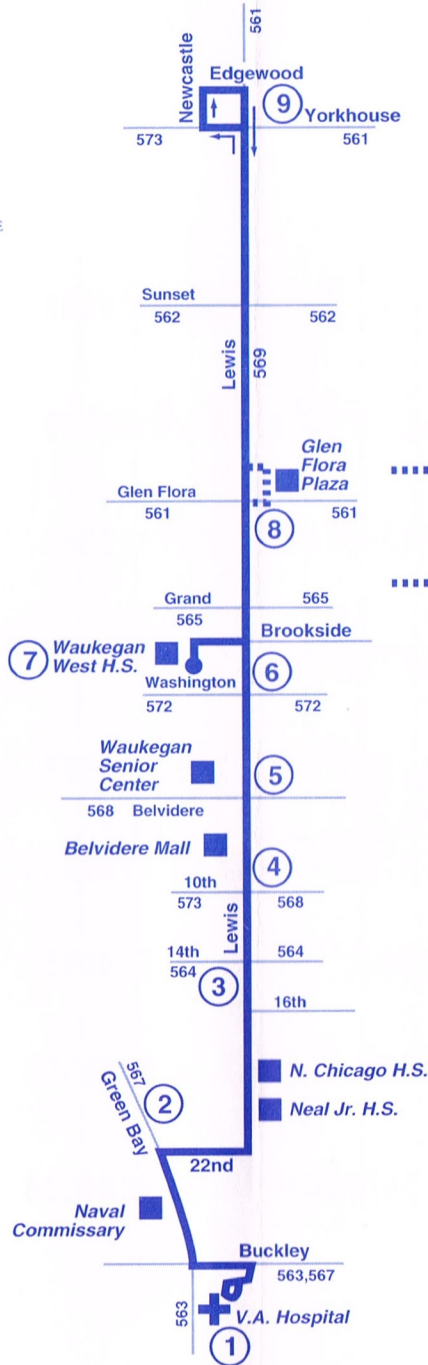 561
Newcastle
Edgewood
9
Yorkhouse
573
561
E
Sunset
562
562
Lewis
569
Glen
Flora
Plaza
Glen Flora
561
561
8
Grand
565
565
Brookside
7
Waukegan
West H.S.
6
Washington
572
572
Waukegan
Senior
Center
5
568 Belvidere
Belvidere Mall
4
10th
573
568
Lewis
14th
564
564
3
16th
567
Green Bay
2
N. Chicago H.S.
Neal Jr. H.S.
22nd
Naval
Commissary
Buckley
563,567
563
V.A. Hospital
1